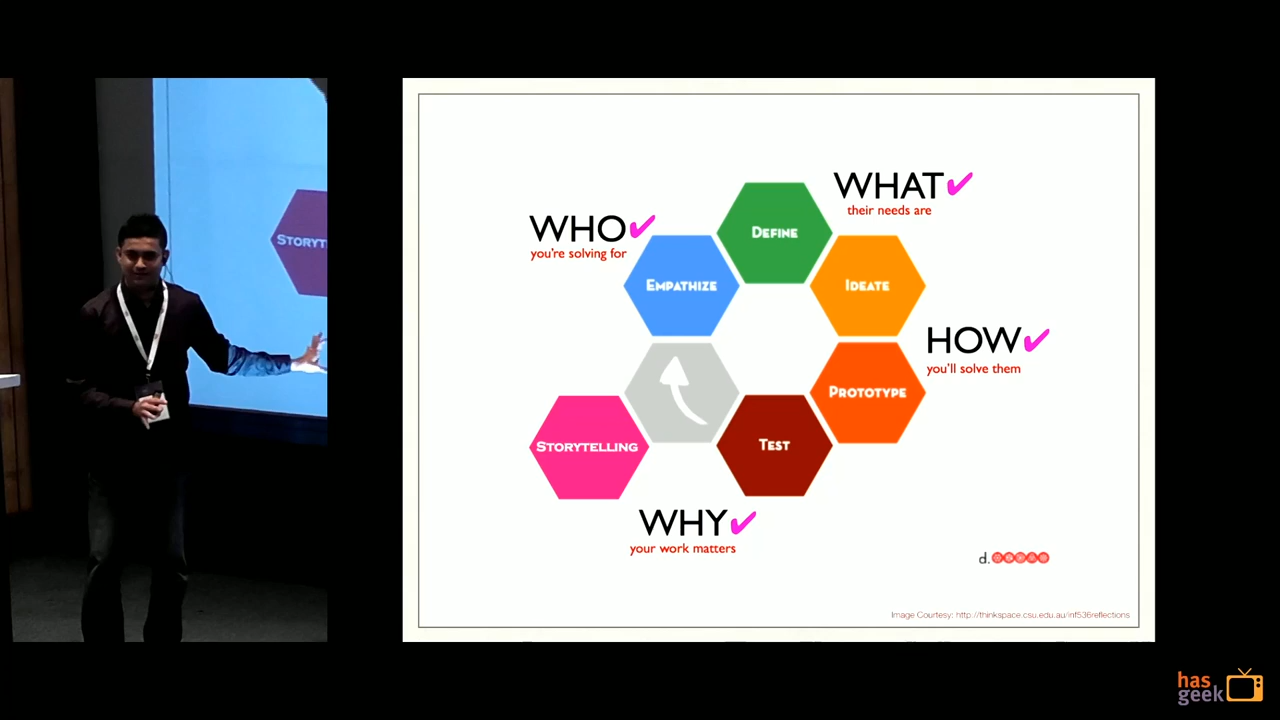 STORYT
WHAT✔
their needs are
WHO✔
you're solving for
DEFINE
EMPATHIZE
IDEATE
HOW✔
you'll solve them
PROTOTYPE
STORYTELLING
TEST
WHY✔
your work matters
d.
Image Courtesy: http://thinkspace.csu.edu.au/inf536reflections
has
geek